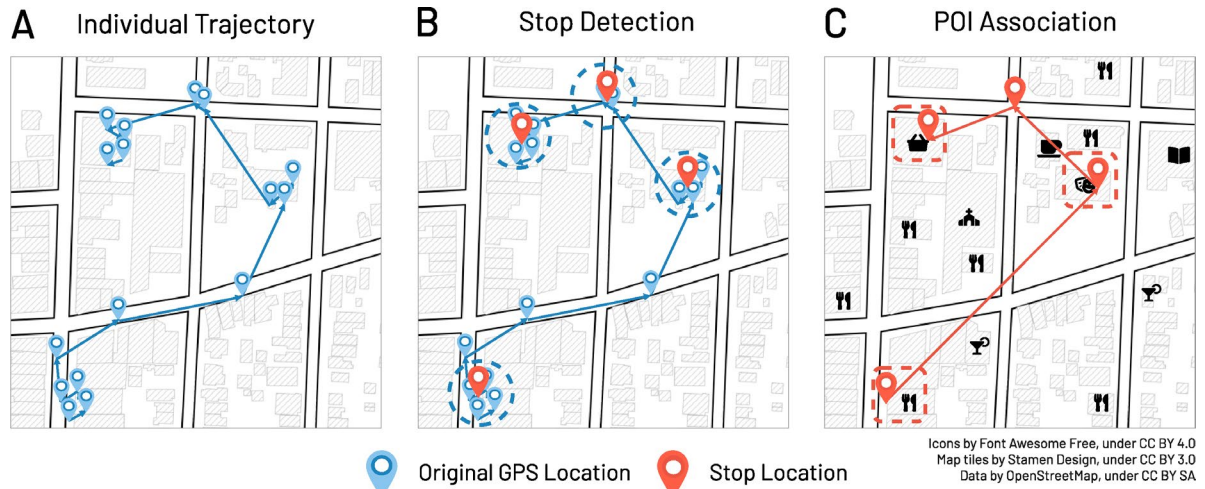 A Individual Trajectory
B Stop Detection
C POI Association
Original GPS Location
Stop Location
Icons by Font Awesome Free, under CC BY 4.0
Map tiles by Stamen Design, under CC BY 3.0
Data by OpenStreetMap, under CC BY SA